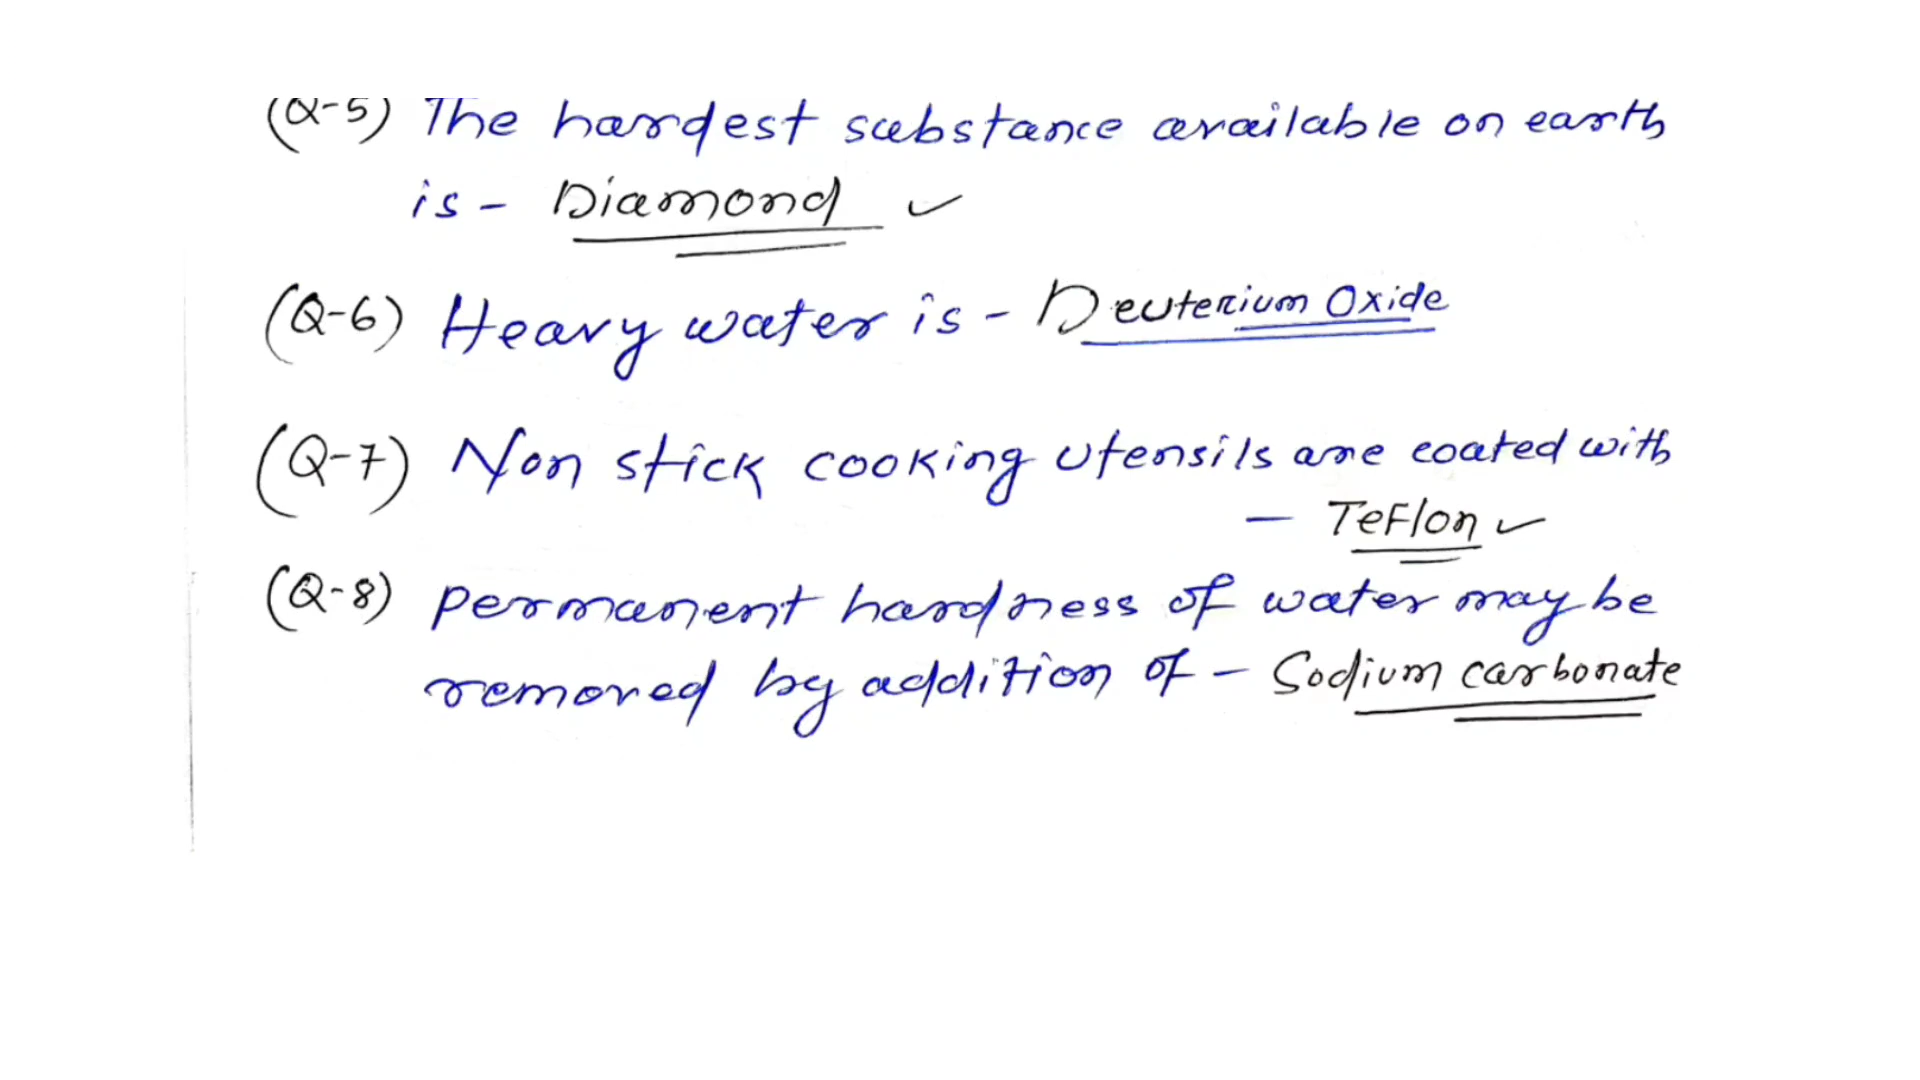 (Q-5) The hardest substance available on earth
is - Diamond ✓
(Q-6) Heavy water is - Deuterium Oxide
(Q-7) Non stick cooking utensils are coated with
- Teflon ✓
(Q-8) permanent hardness of water may be
removed by addition of - Sodium carbonate